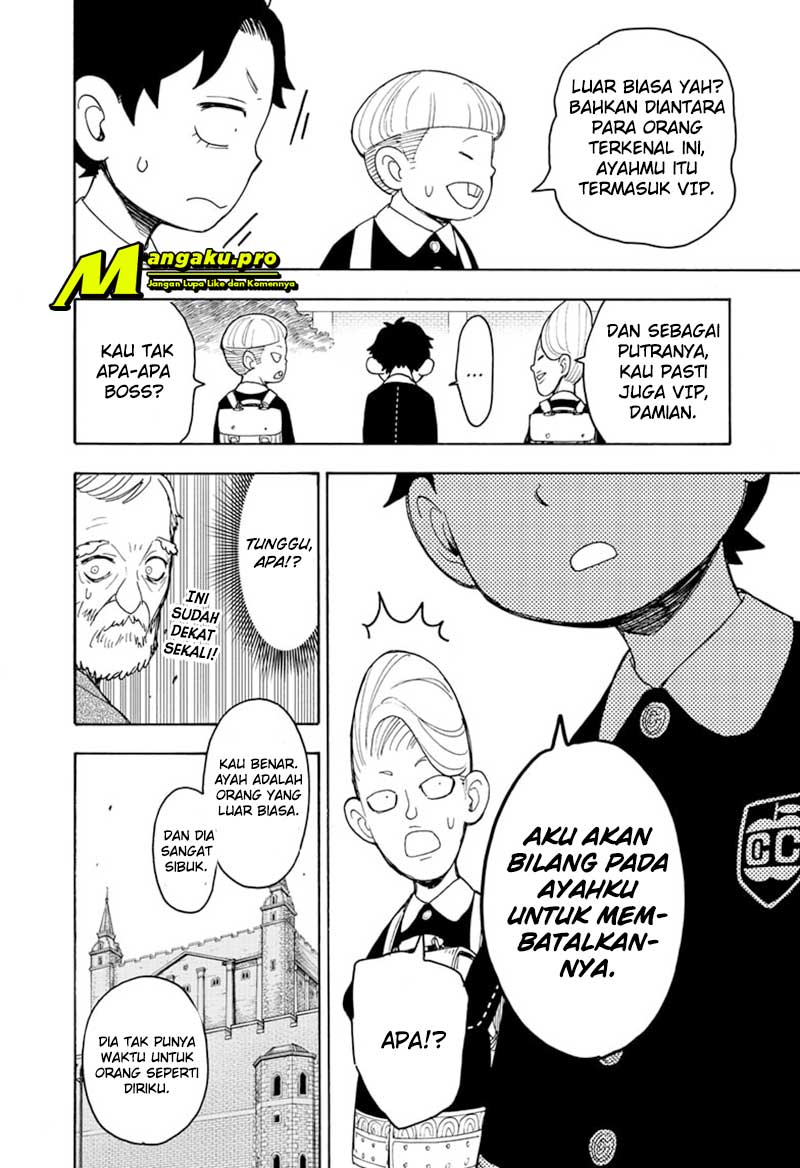 LUAR BIASA YAH?
BAHKAN DIANTARA
PARA ORANG
TERKENAL INI,
AYAHMU ITU
TERMASUK VIP.
Mangaku.pro
Jangan Lupa Like dan Komennya
DAN SEBAGAI
PUTRANYA,
KAU PASTI
JUGA VIP,
DAMIAN.
...
KAU TAK
APA-APA
BOSS?
AKU AKAN
BILANG PADA
AYAHKU
UNTUK MEM-
BATALKAN-
NYA.
CC
APA!?
TUNGGU,
APA!?
INI
SUDAH
DEKAT
SEKALI!
KAU BENAR.
AYAH ADALAH
ORANG YANG
LUAR BIASA.
DAN DIA
SANGAT
SIBUK.
DIA TAK PUNYA
WAKTU UNTUK
ORANG SEPERTI
DIRIKU.